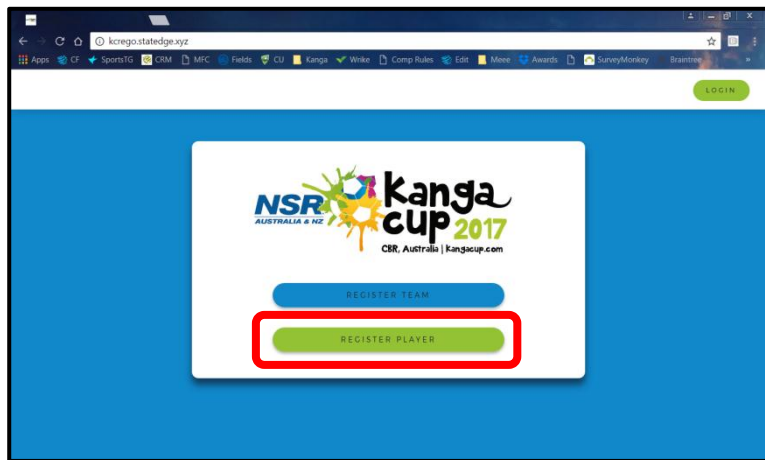 kcrego.statedge.xyz
Apps CF SportsTG CRM MFC Fields CU Kanga Wrike Comp Rules Edit Meee Awards SurveyMonkey Braintree »
LOGIN
NSR
AUSTRALIA & NZ
Kanga
cup 2017
CBR, Australia | kangacup.com
REGISTER TEAM
REGISTER PLAYER